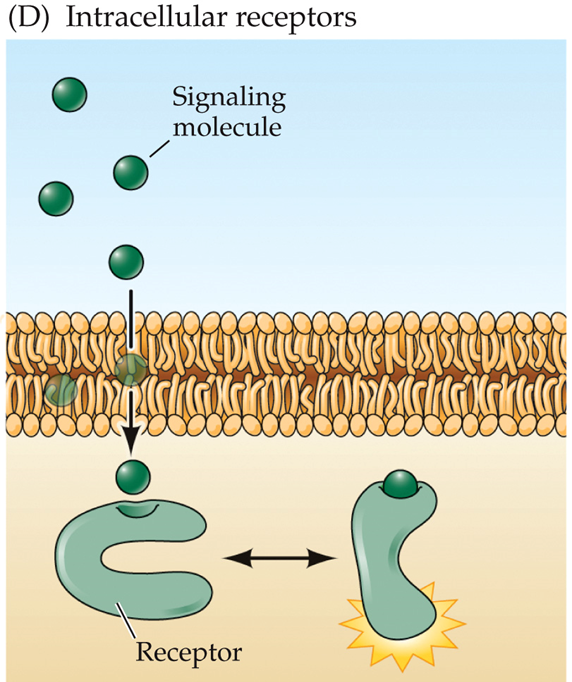 (D) Intracellular receptors
Signaling
molecule
Receptor